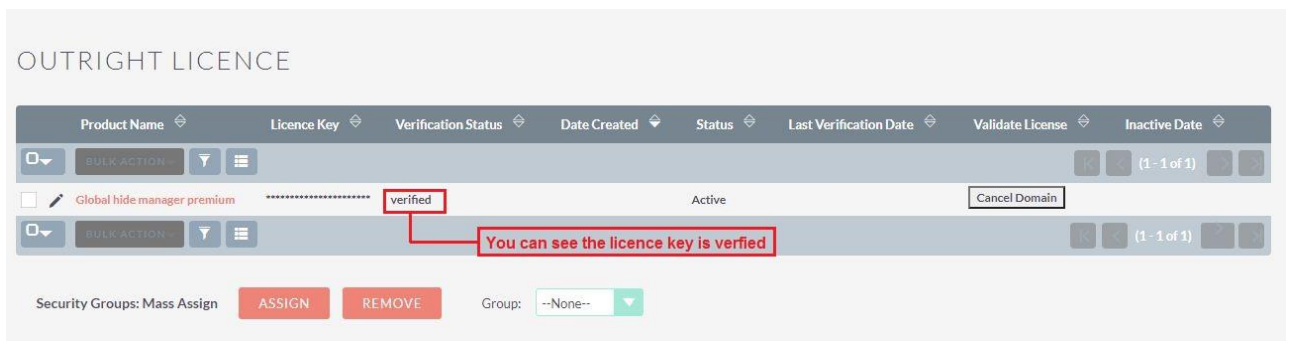 OUTRIGHT LICENCE
Product Name Licence Key Verification Status Date Created Status Last Verification Date Validate License Inactive Date
BULK ACTION (1 - 1 of 1)
Global hide manager premium ********************** verified Active Cancel Domain
BULK ACTION (1 - 1 of 1)
You can see the licence key is verfied
Security Groups: Mass Assign ASSIGN REMOVE Group: --None--